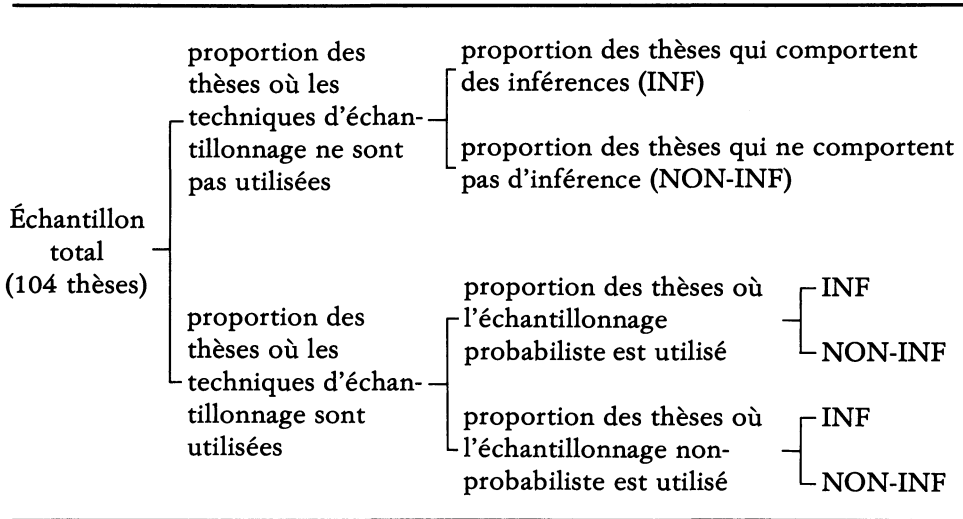 Échantillon
total
(104 thèses)
proportion des
thèses où les
techniques d'échan-
tillonnage ne sont
pas utilisées
proportion des thèses qui comportent
des inférences (INF)
proportion des thèses qui ne comportent
pas d'inférence (NON-INF)
proportion des
thèses où les
techniques d'échan-
tillonnage sont
utilisées
proportion des thèses où
l'échantillonnage
probabiliste est utilisé
INF
NON-INF
proportion des thèses où
l'échantillonnage non-
probabiliste est utilisé
INF
NON-INF